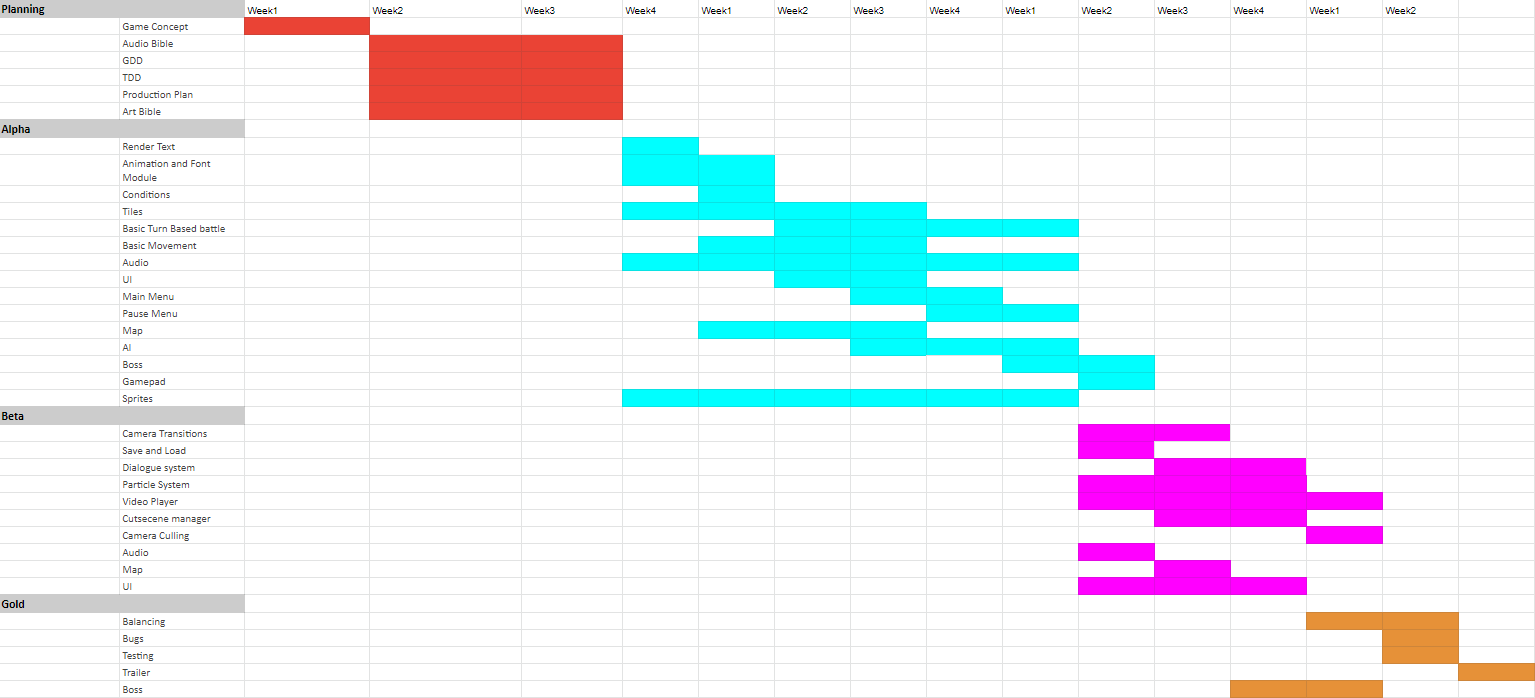 Planning Week1 Week2 Week3 Week4 Week1 Week2 Week3 Week4 Week1 Week2 Week3 Week4 Week1 Week2
Game Concept
Audio Bible
GDD
TDD
Production Plan
Art Bible
Alpha
Render Text
Animation and Font
Module
Conditions
Tiles
Basic Turn Based battle
Basic Movement
Audio
UI
Main Menu
Pause Menu
Map
AI
Boss
Gamepad
Sprites
Beta
Camera Transitions
Save and Load
Dialogue system
Particle System
Video Player
Cutsecene manager
Camera Culling
Audio
Map
UI
Gold
Balancing
Bugs
Testing
Trailer
Boss